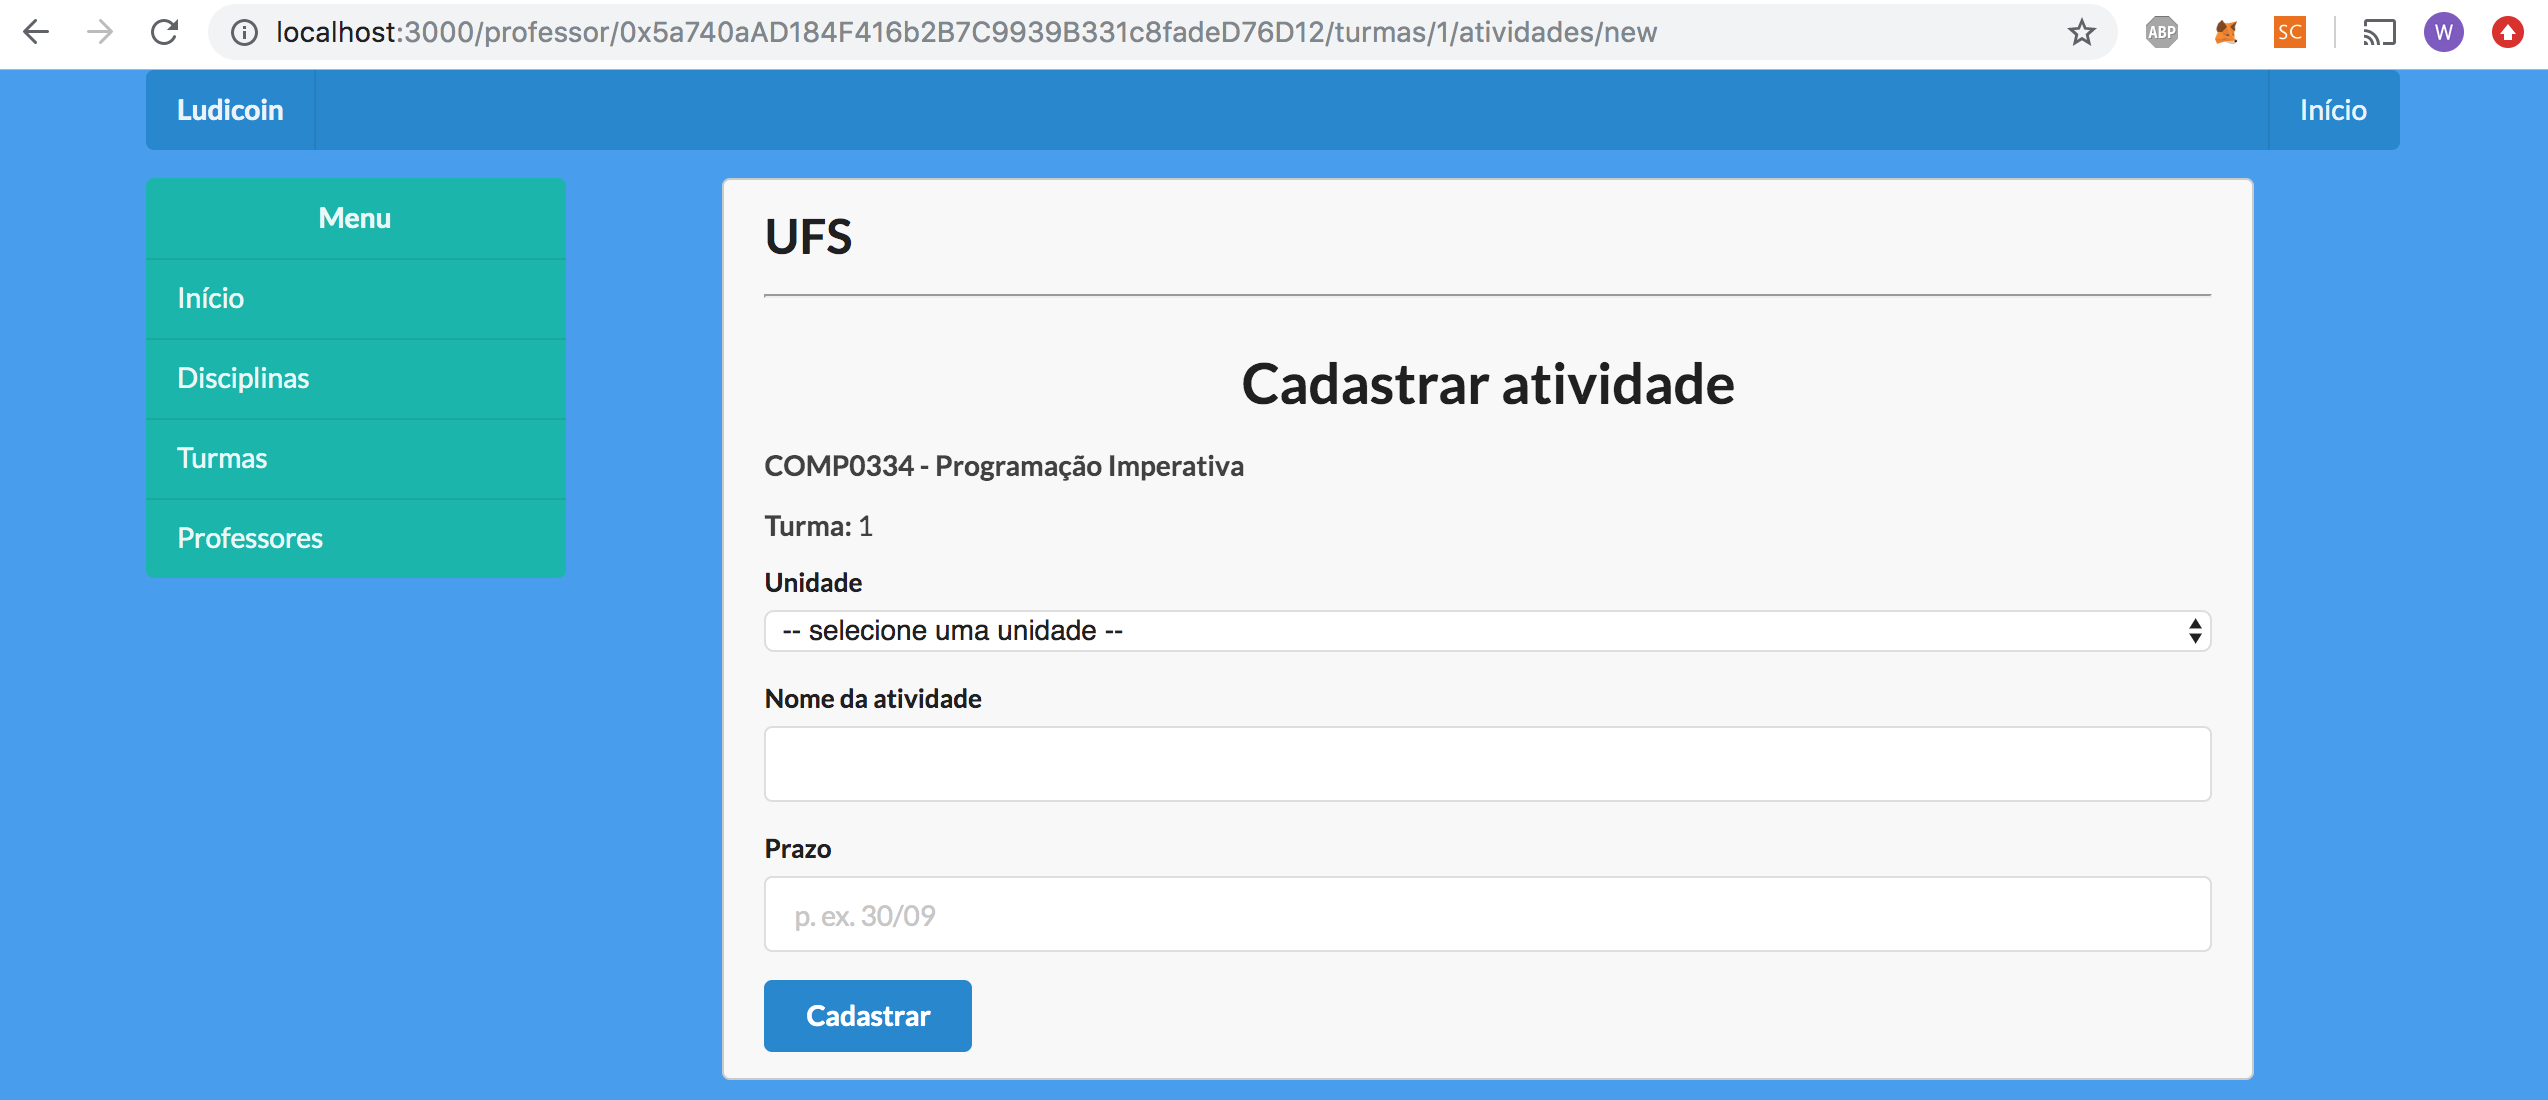 localhost:3000/professor/0x5a740aAD184F416b2B7C9939B331c8fadeD76D12/turmas/1/atividades/new
ABP
SC
W
Ludicoin
Início
Menu
Início
Disciplinas
Turmas
Professores
UFS
Cadastrar atividade
COMP0334 - Programação Imperativa
Turma: 1
Unidade
-- selecione uma unidade --
Nome da atividade
Prazo
p. ex. 30/09
Cadastrar